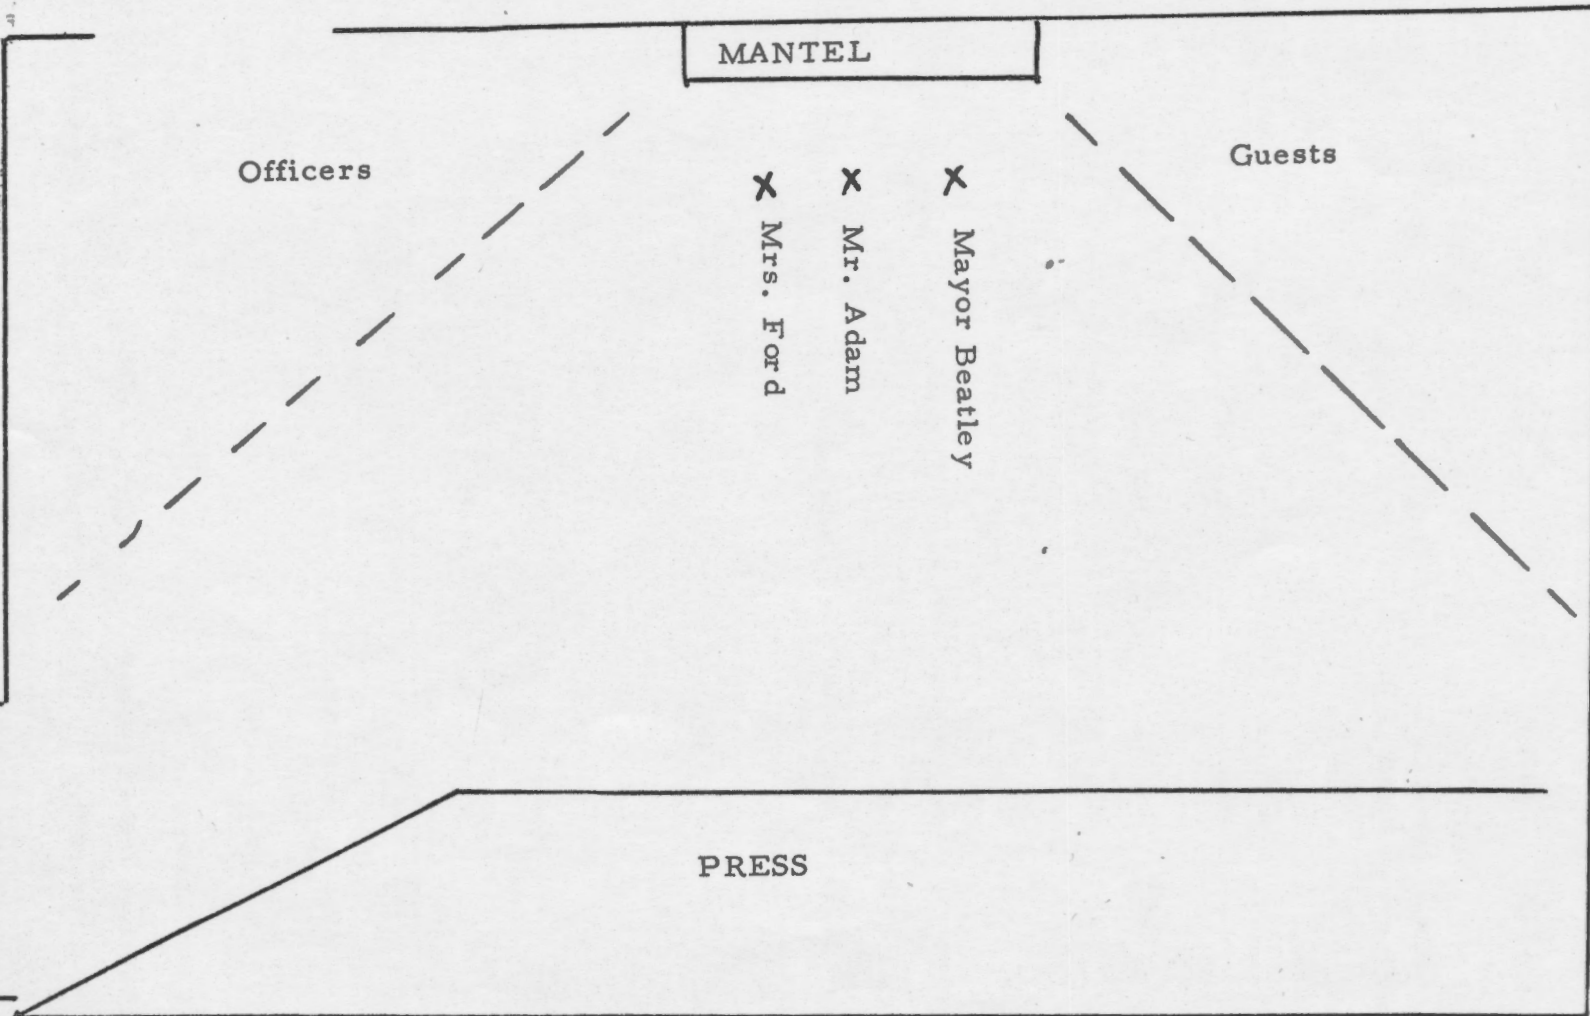 MANTEL
Officers
Guests
x x x
Mrs. Ford
Mr. Adam
Mayor Beatley
PRESS